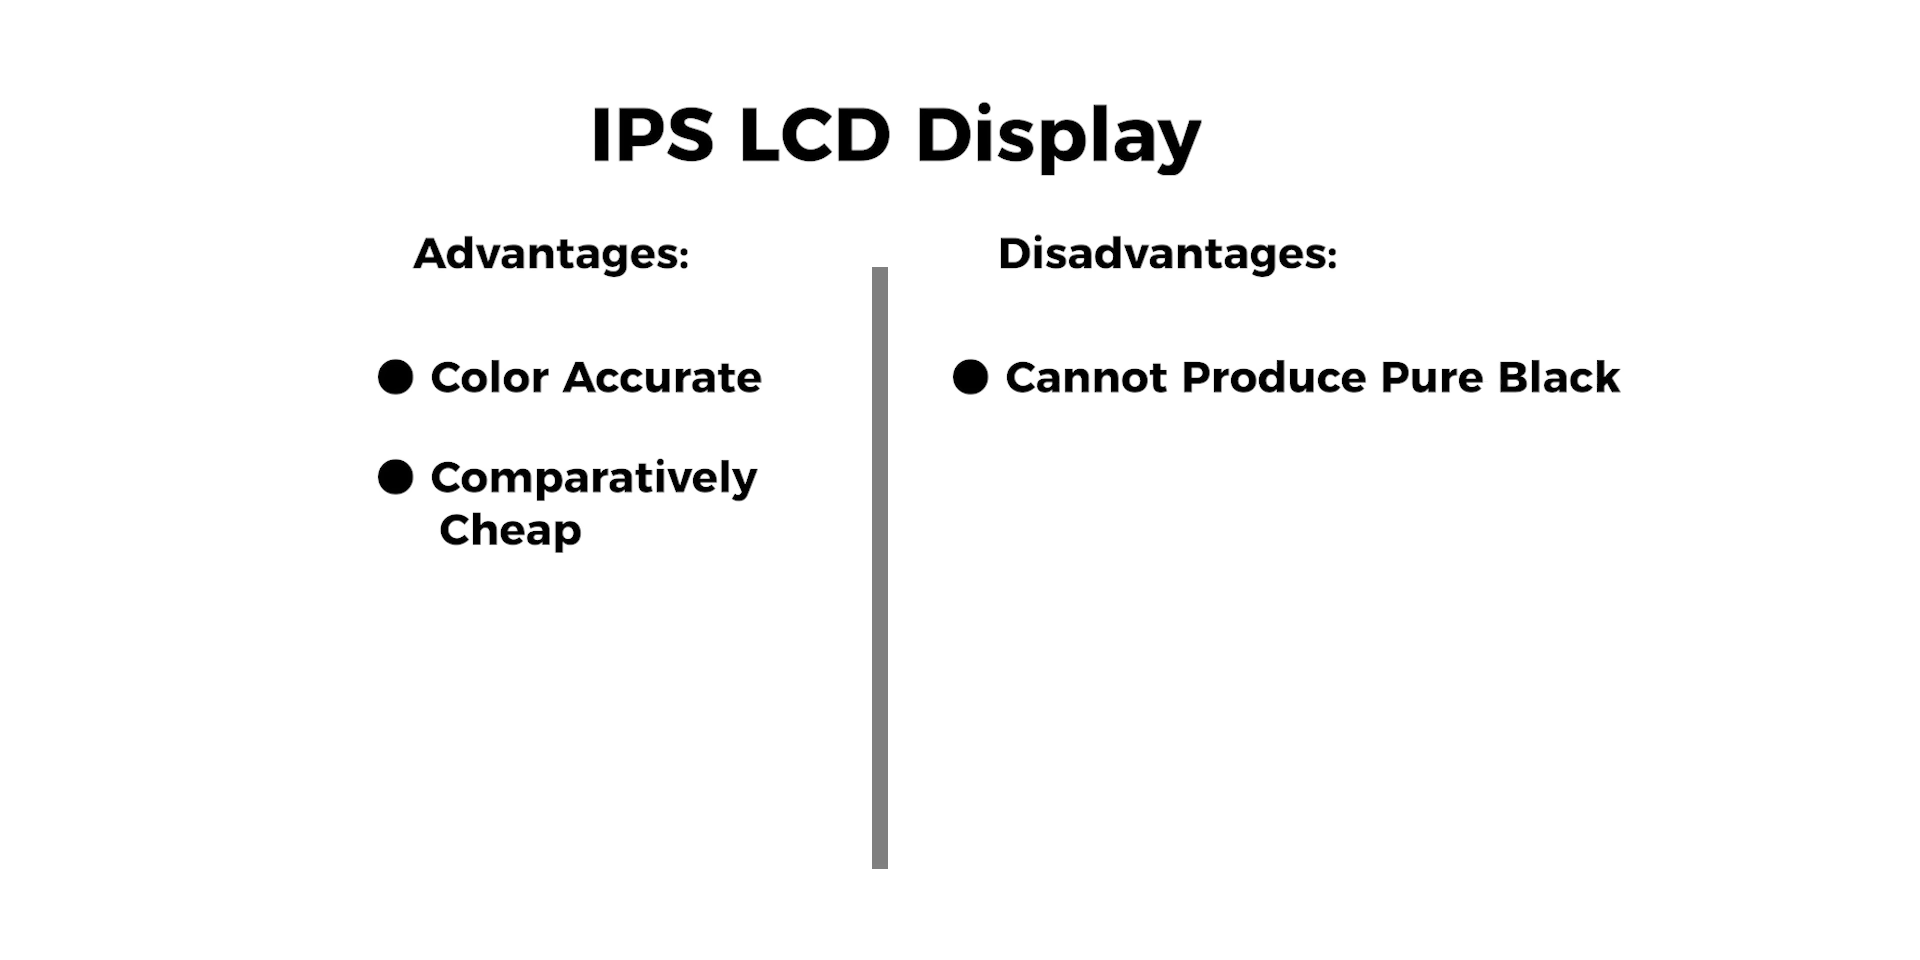 IPS LCD Display
Advantages:
● Color Accurate
● Comparatively
Cheap
Disadvantages:
● Cannot Produce Pure Black